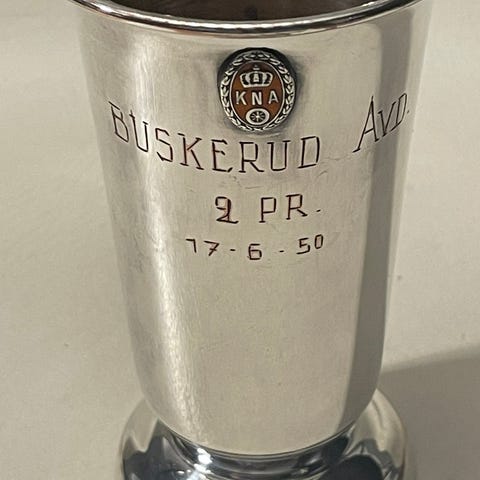 KNA
BUSKERUD AVD.
2 PR.
17-6-50